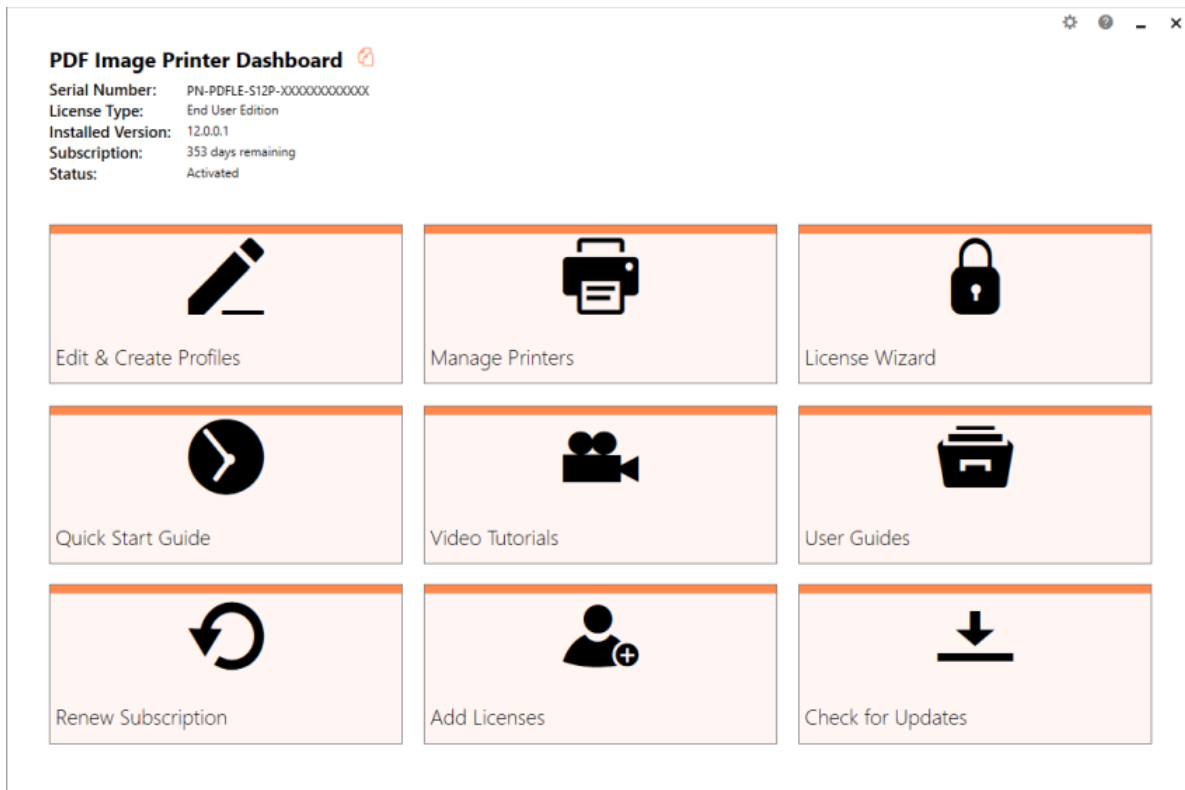 PDF Image Printer Dashboard
Serial Number: PN-PDFLE-S12P-XXXXXXXXXXXX
License Type: End User Edition
Installed Version: 12.0.0.1
Subscription: 353 days remaining
Status: Activated
Edit & Create Profiles
Manage Printers
License Wizard
Quick Start Guide
Video Tutorials
User Guides
Renew Subscription
Add Licenses
Check for Updates